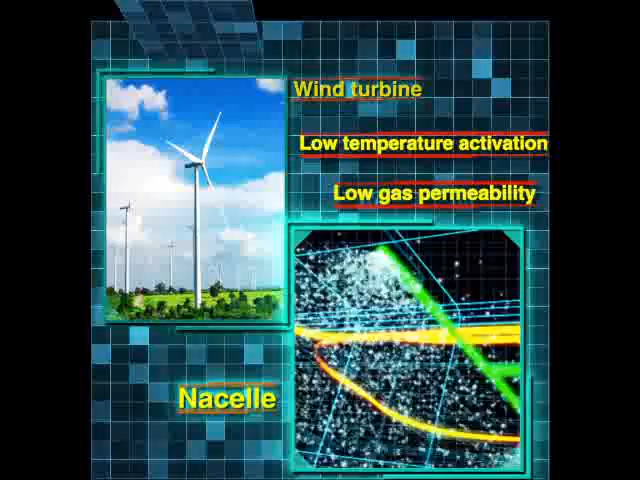 Wind turbine
Low temperature activation
Low gas permeability
Nacelle